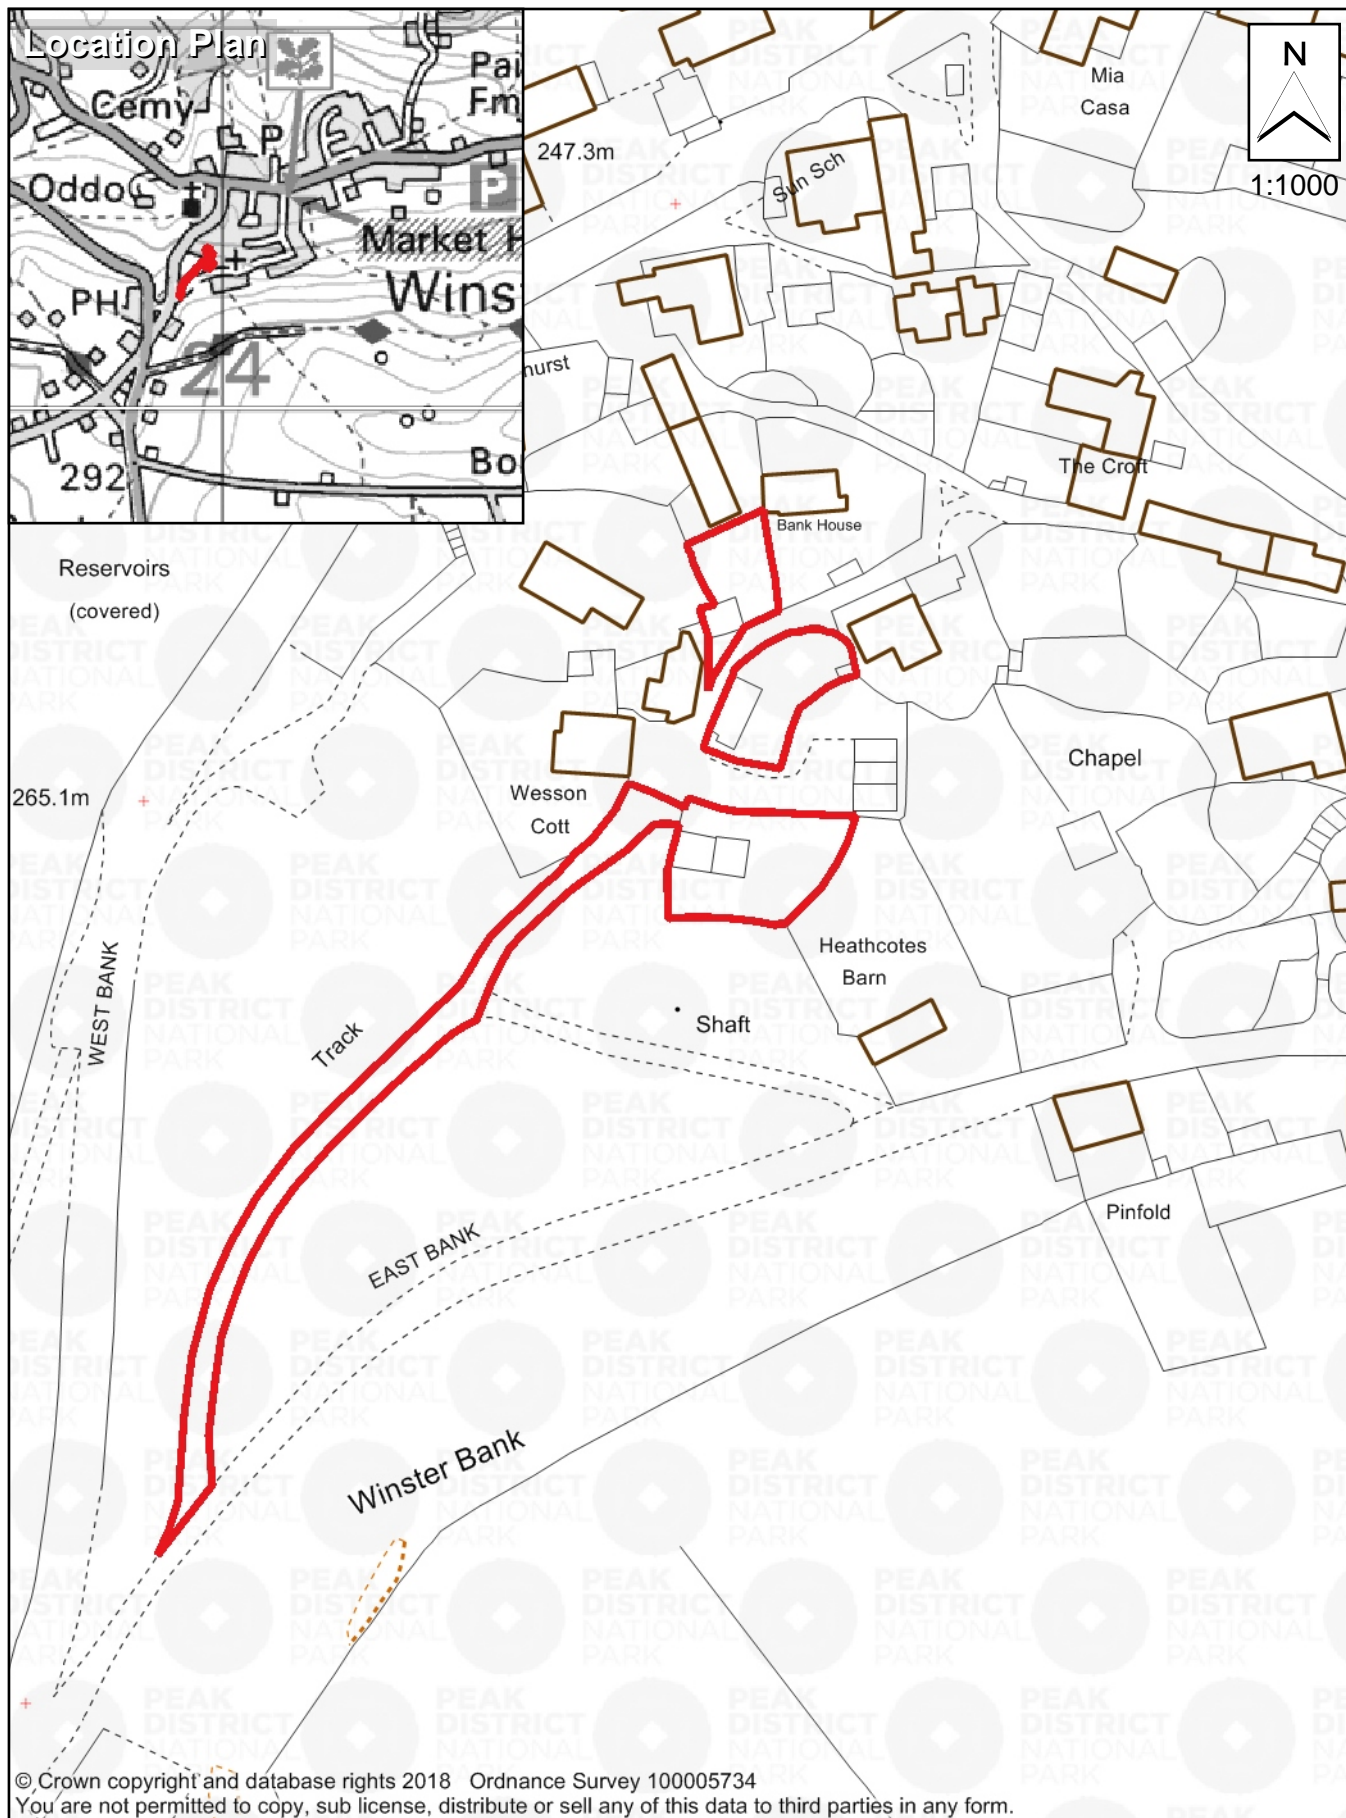 Location Plan
Cemy
P
Oddo
Market H
Wins
PH
24
292
Bo
Pa
Fm
P
N
1:1000
Mia
Casa
247.3m
Sun Sch
hurst
The Croft
Bank House
Reservoirs
(covered)
265.1m
Wesson
Cott
Chapel
Heathcotes
Barn
Shaft
WEST BANK
Track
Pinfold
EAST BANK
Winster Bank
PEAK
DISTRICT
NATIONAL
PARK
© Crown copyright and database rights 2018 Ordnance Survey 100005734
You are not permitted to copy, sub license, distribute or sell any of this data to third parties in any form.